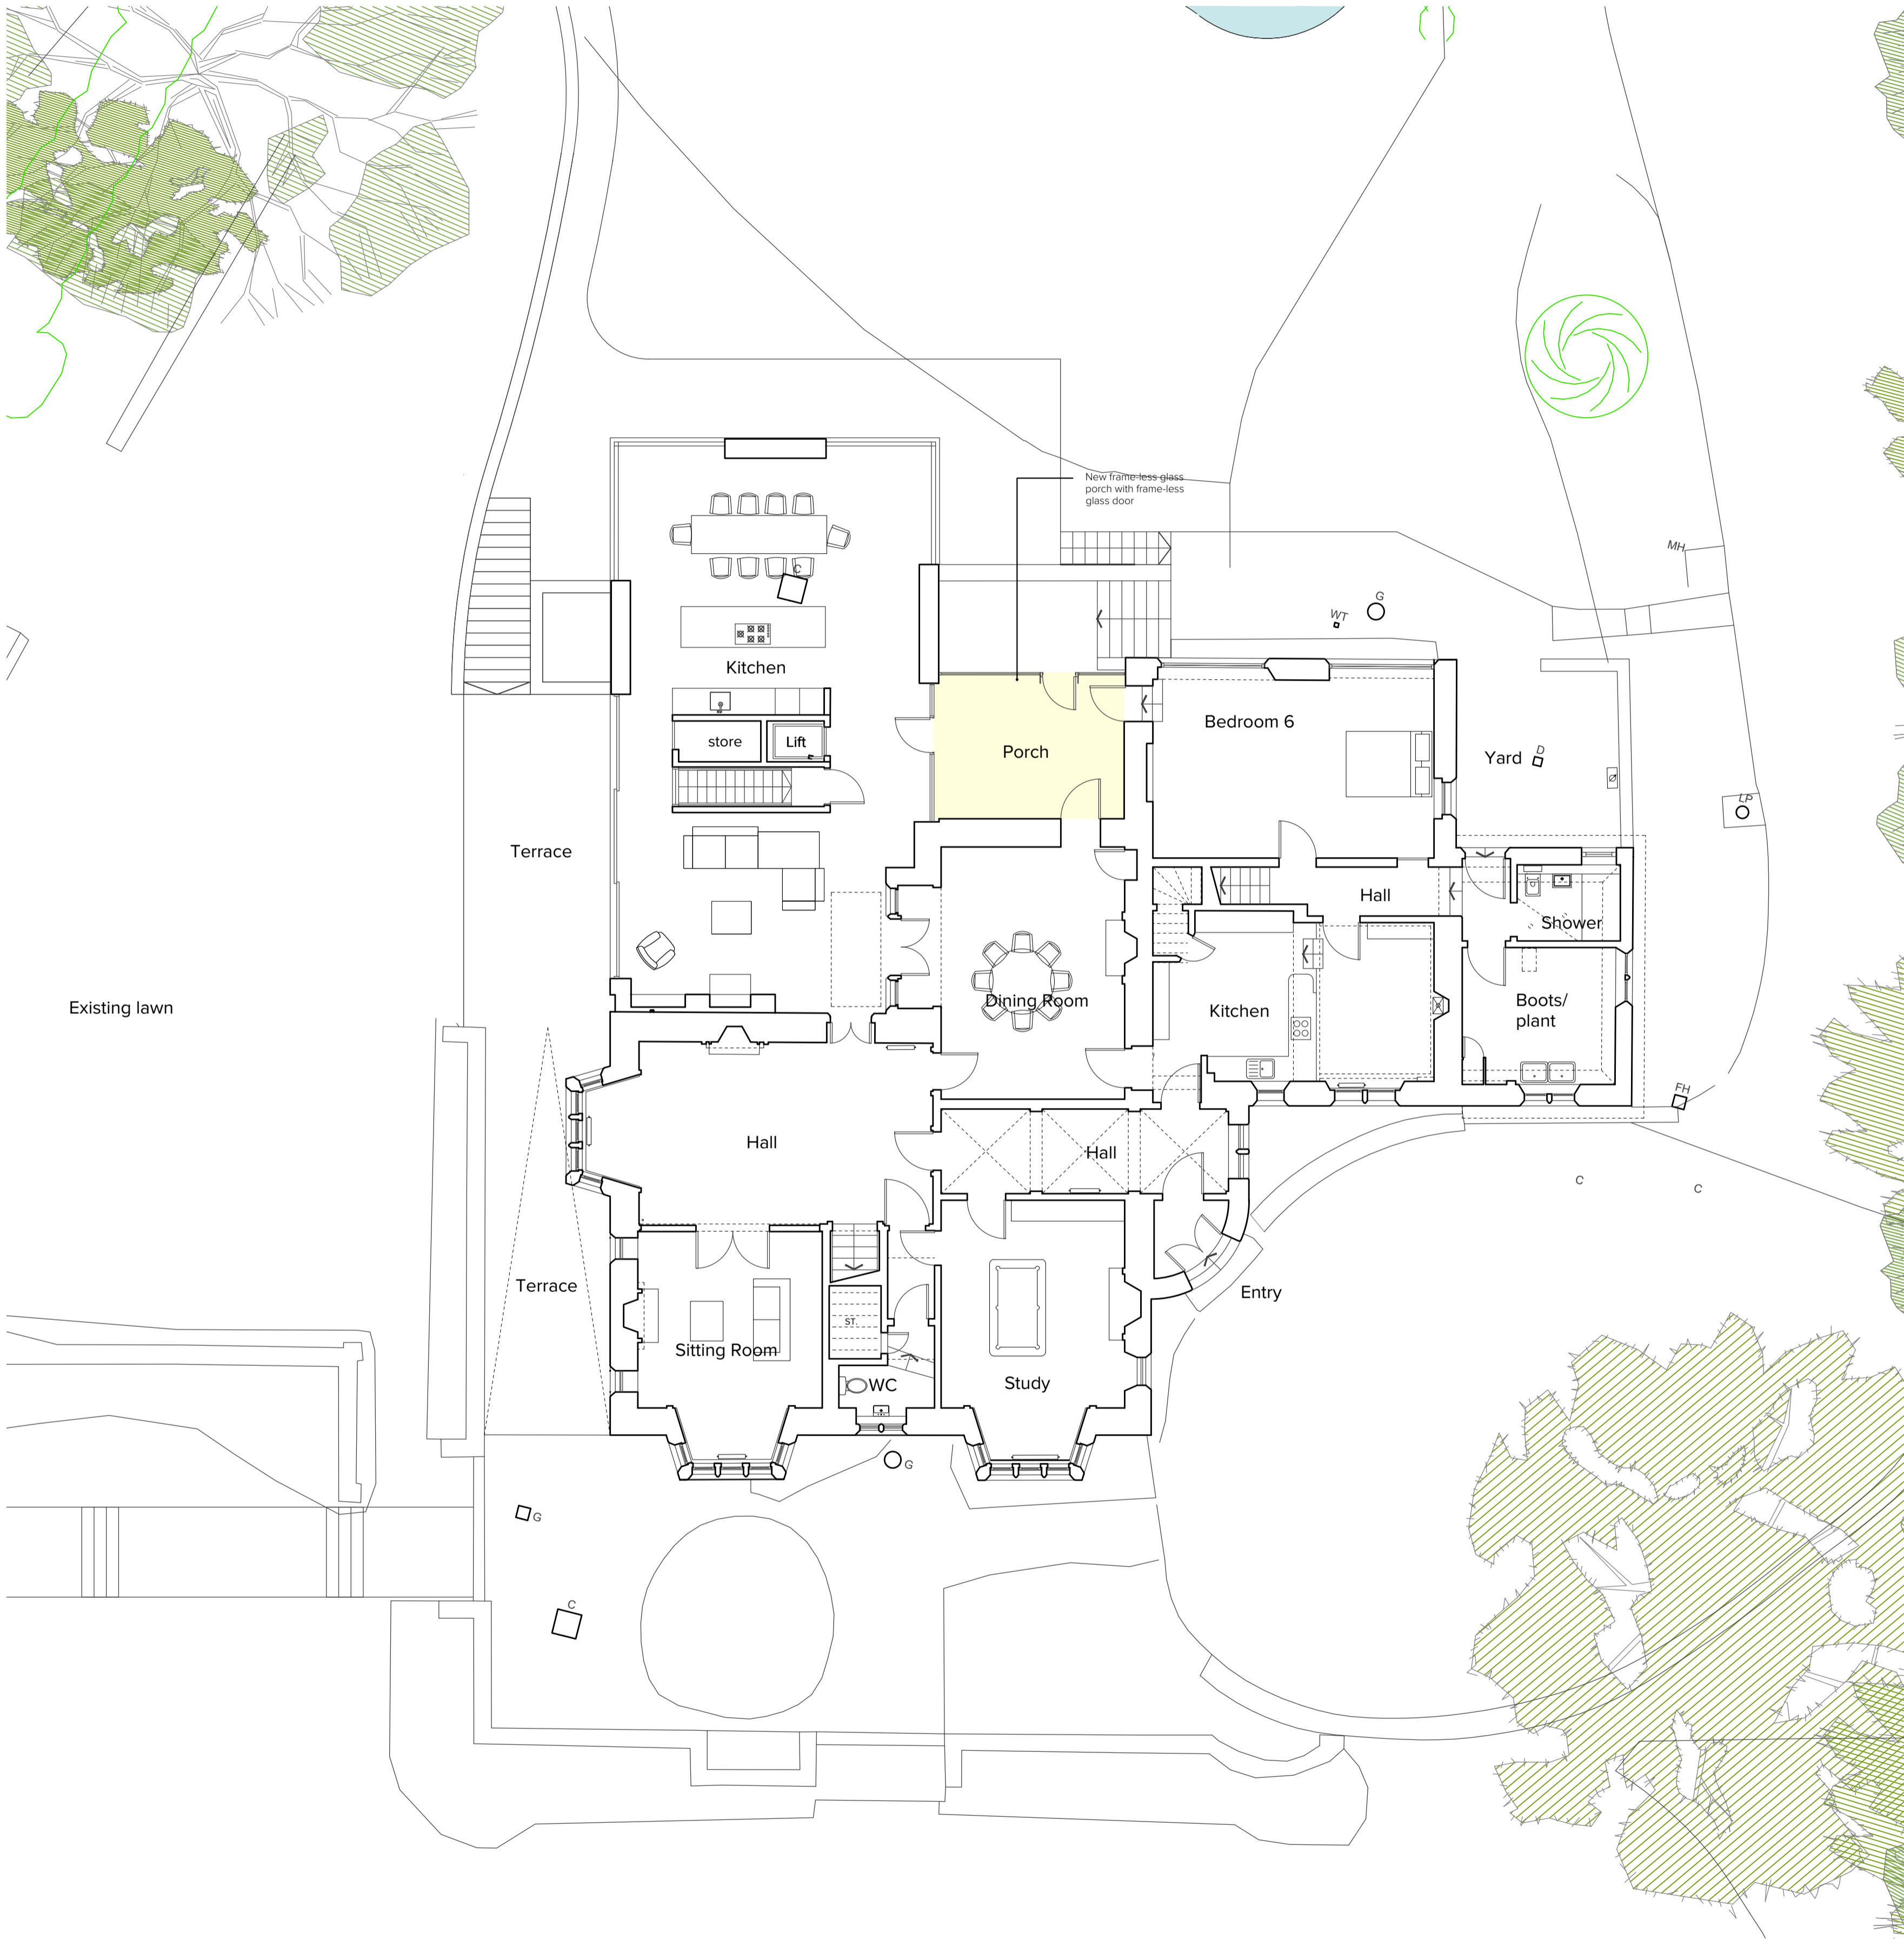 New frame-less glass
porch with frame-less
glass door
MH
C
G
WT
Kitchen
Bedroom 6
store
Lift
Porch
Yard
D
LP
Terrace
Hall
Shower
Existing lawn
Dining Room
Kitchen
Boots/
plant
FH
Hall
Hall
C
C
Terrace
Entry
ST.
Sitting Room
WC
Study
G
G
C